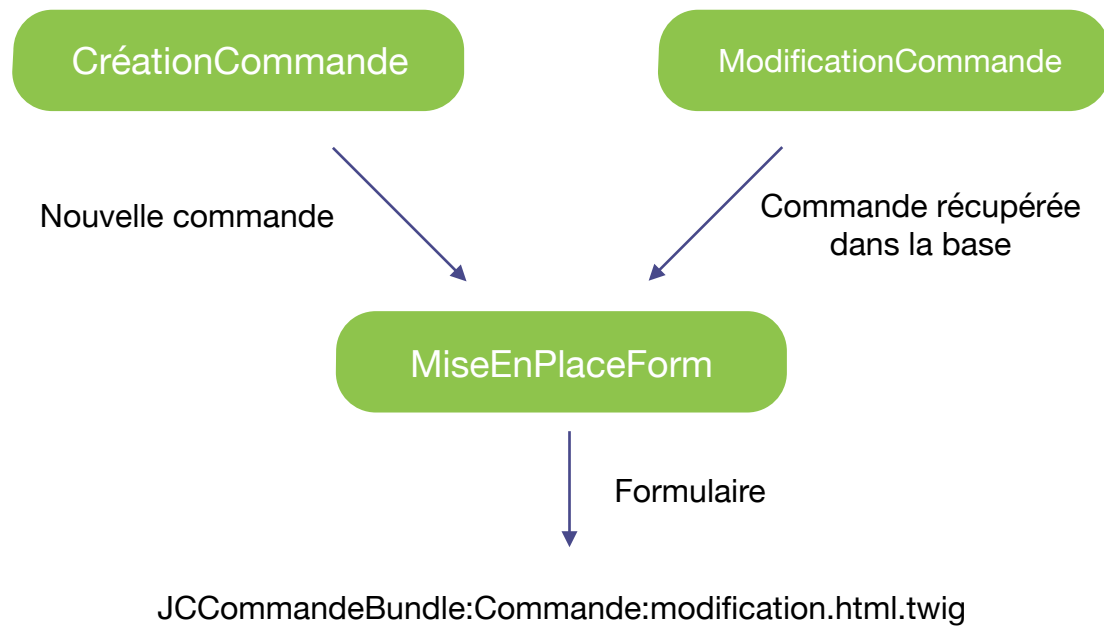 CréationCommande
ModificationCommande
Nouvelle commande
Commande récupérée
dans la base
MiseEnPlaceForm
Formulaire
JCCommandeBundle:Commande:modification.html.twig